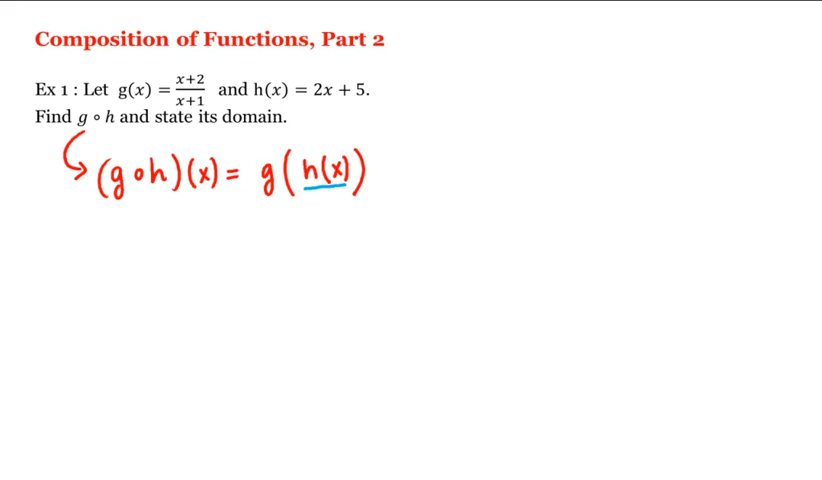 Composition of Functions, Part 2
Ex 1 : Let g(x) = x+2/x+1 and h(x) = 2x + 5.
Find g ∘ h and state its domain.
(g∘h)(x) = g(h(x))